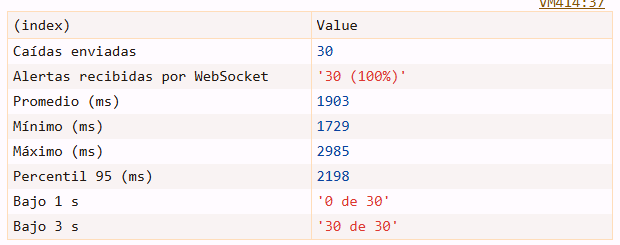 VM414:37
(index) Value
Caídas enviadas 30
Alertas recibidas por WebSocket '30 (100%)'
Promedio (ms) 1903
Mínimo (ms) 1729
Máximo (ms) 2985
Percentil 95 (ms) 2198
Bajo 1 s '0 de 30'
Bajo 3 s '30 de 30'